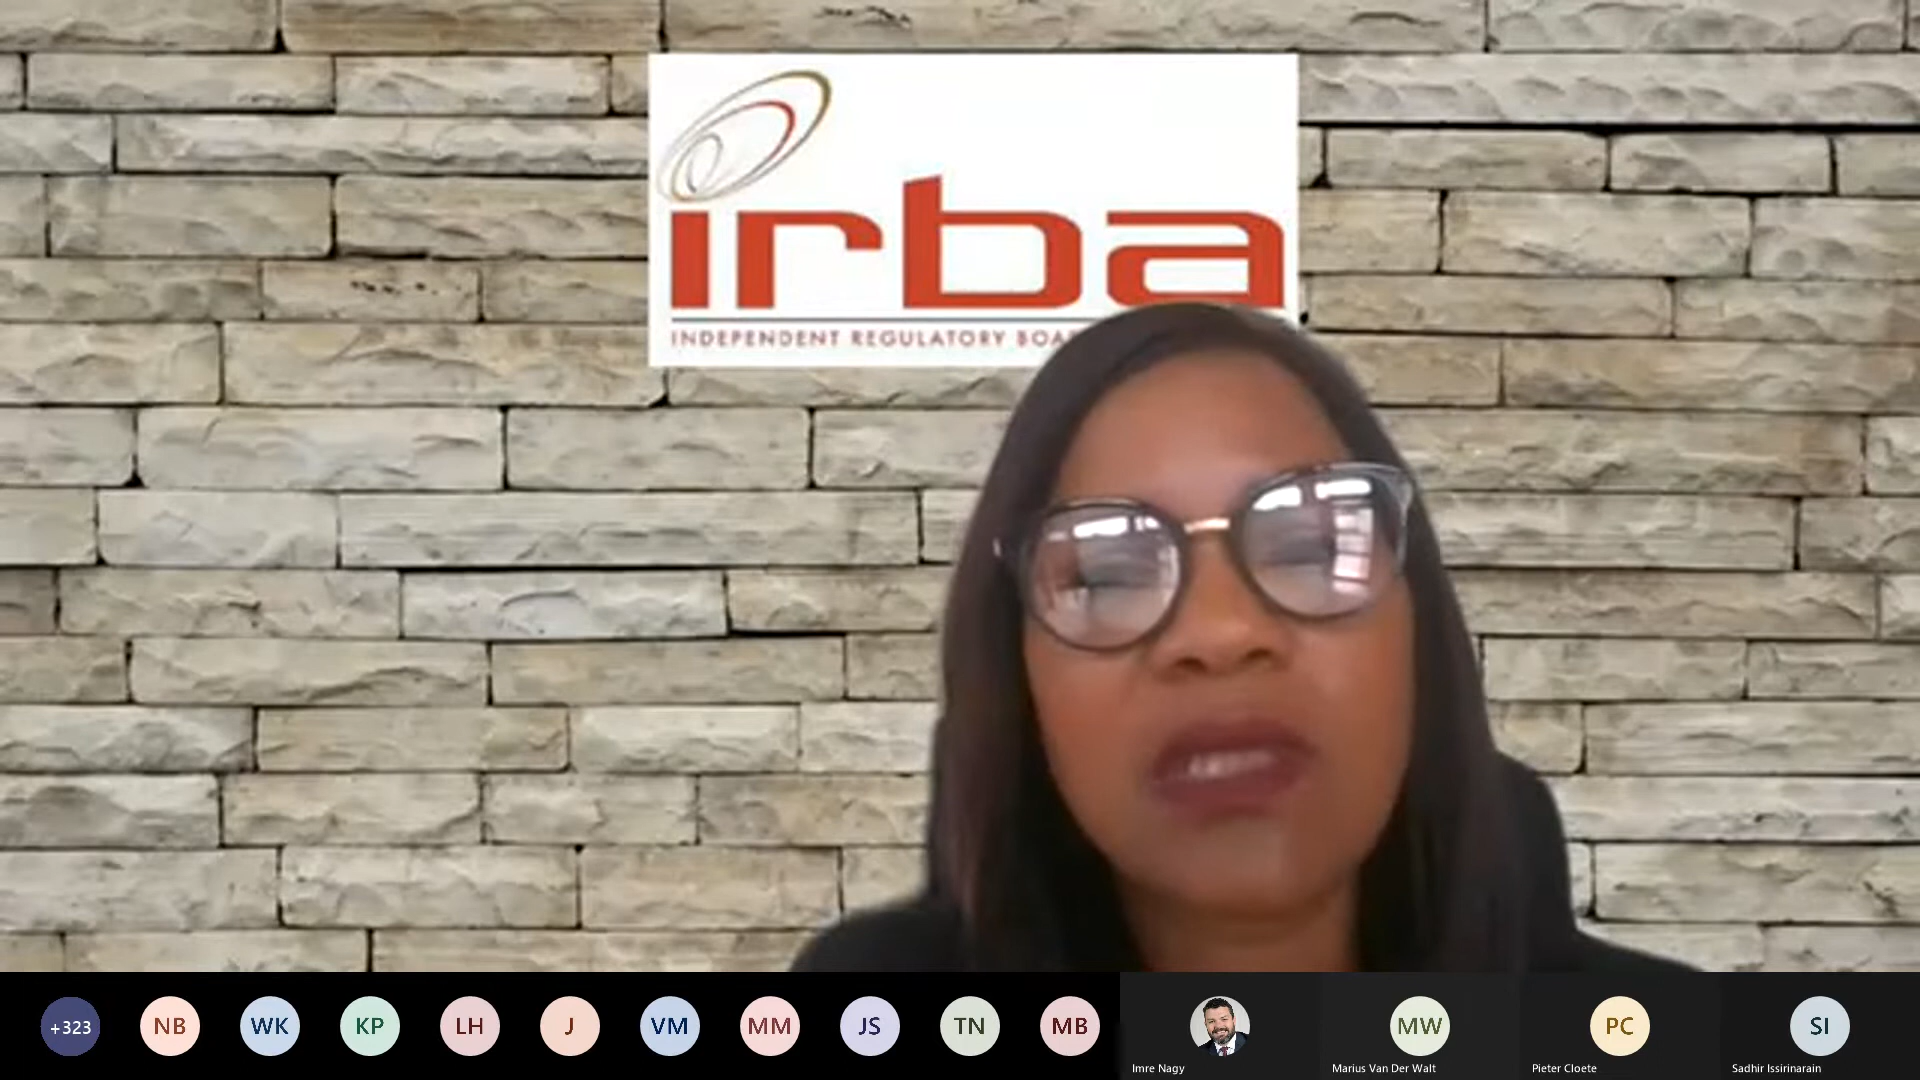 irba
INDEPENDENT REGULATORY BOA
+323
NB
WK
KP
LH
J
VM
MM
JS
TN
MB
MW
PC
SI
Imre Nagy
Marius Van Der Walt
Pieter Cloete
Sadhir Issirinarain